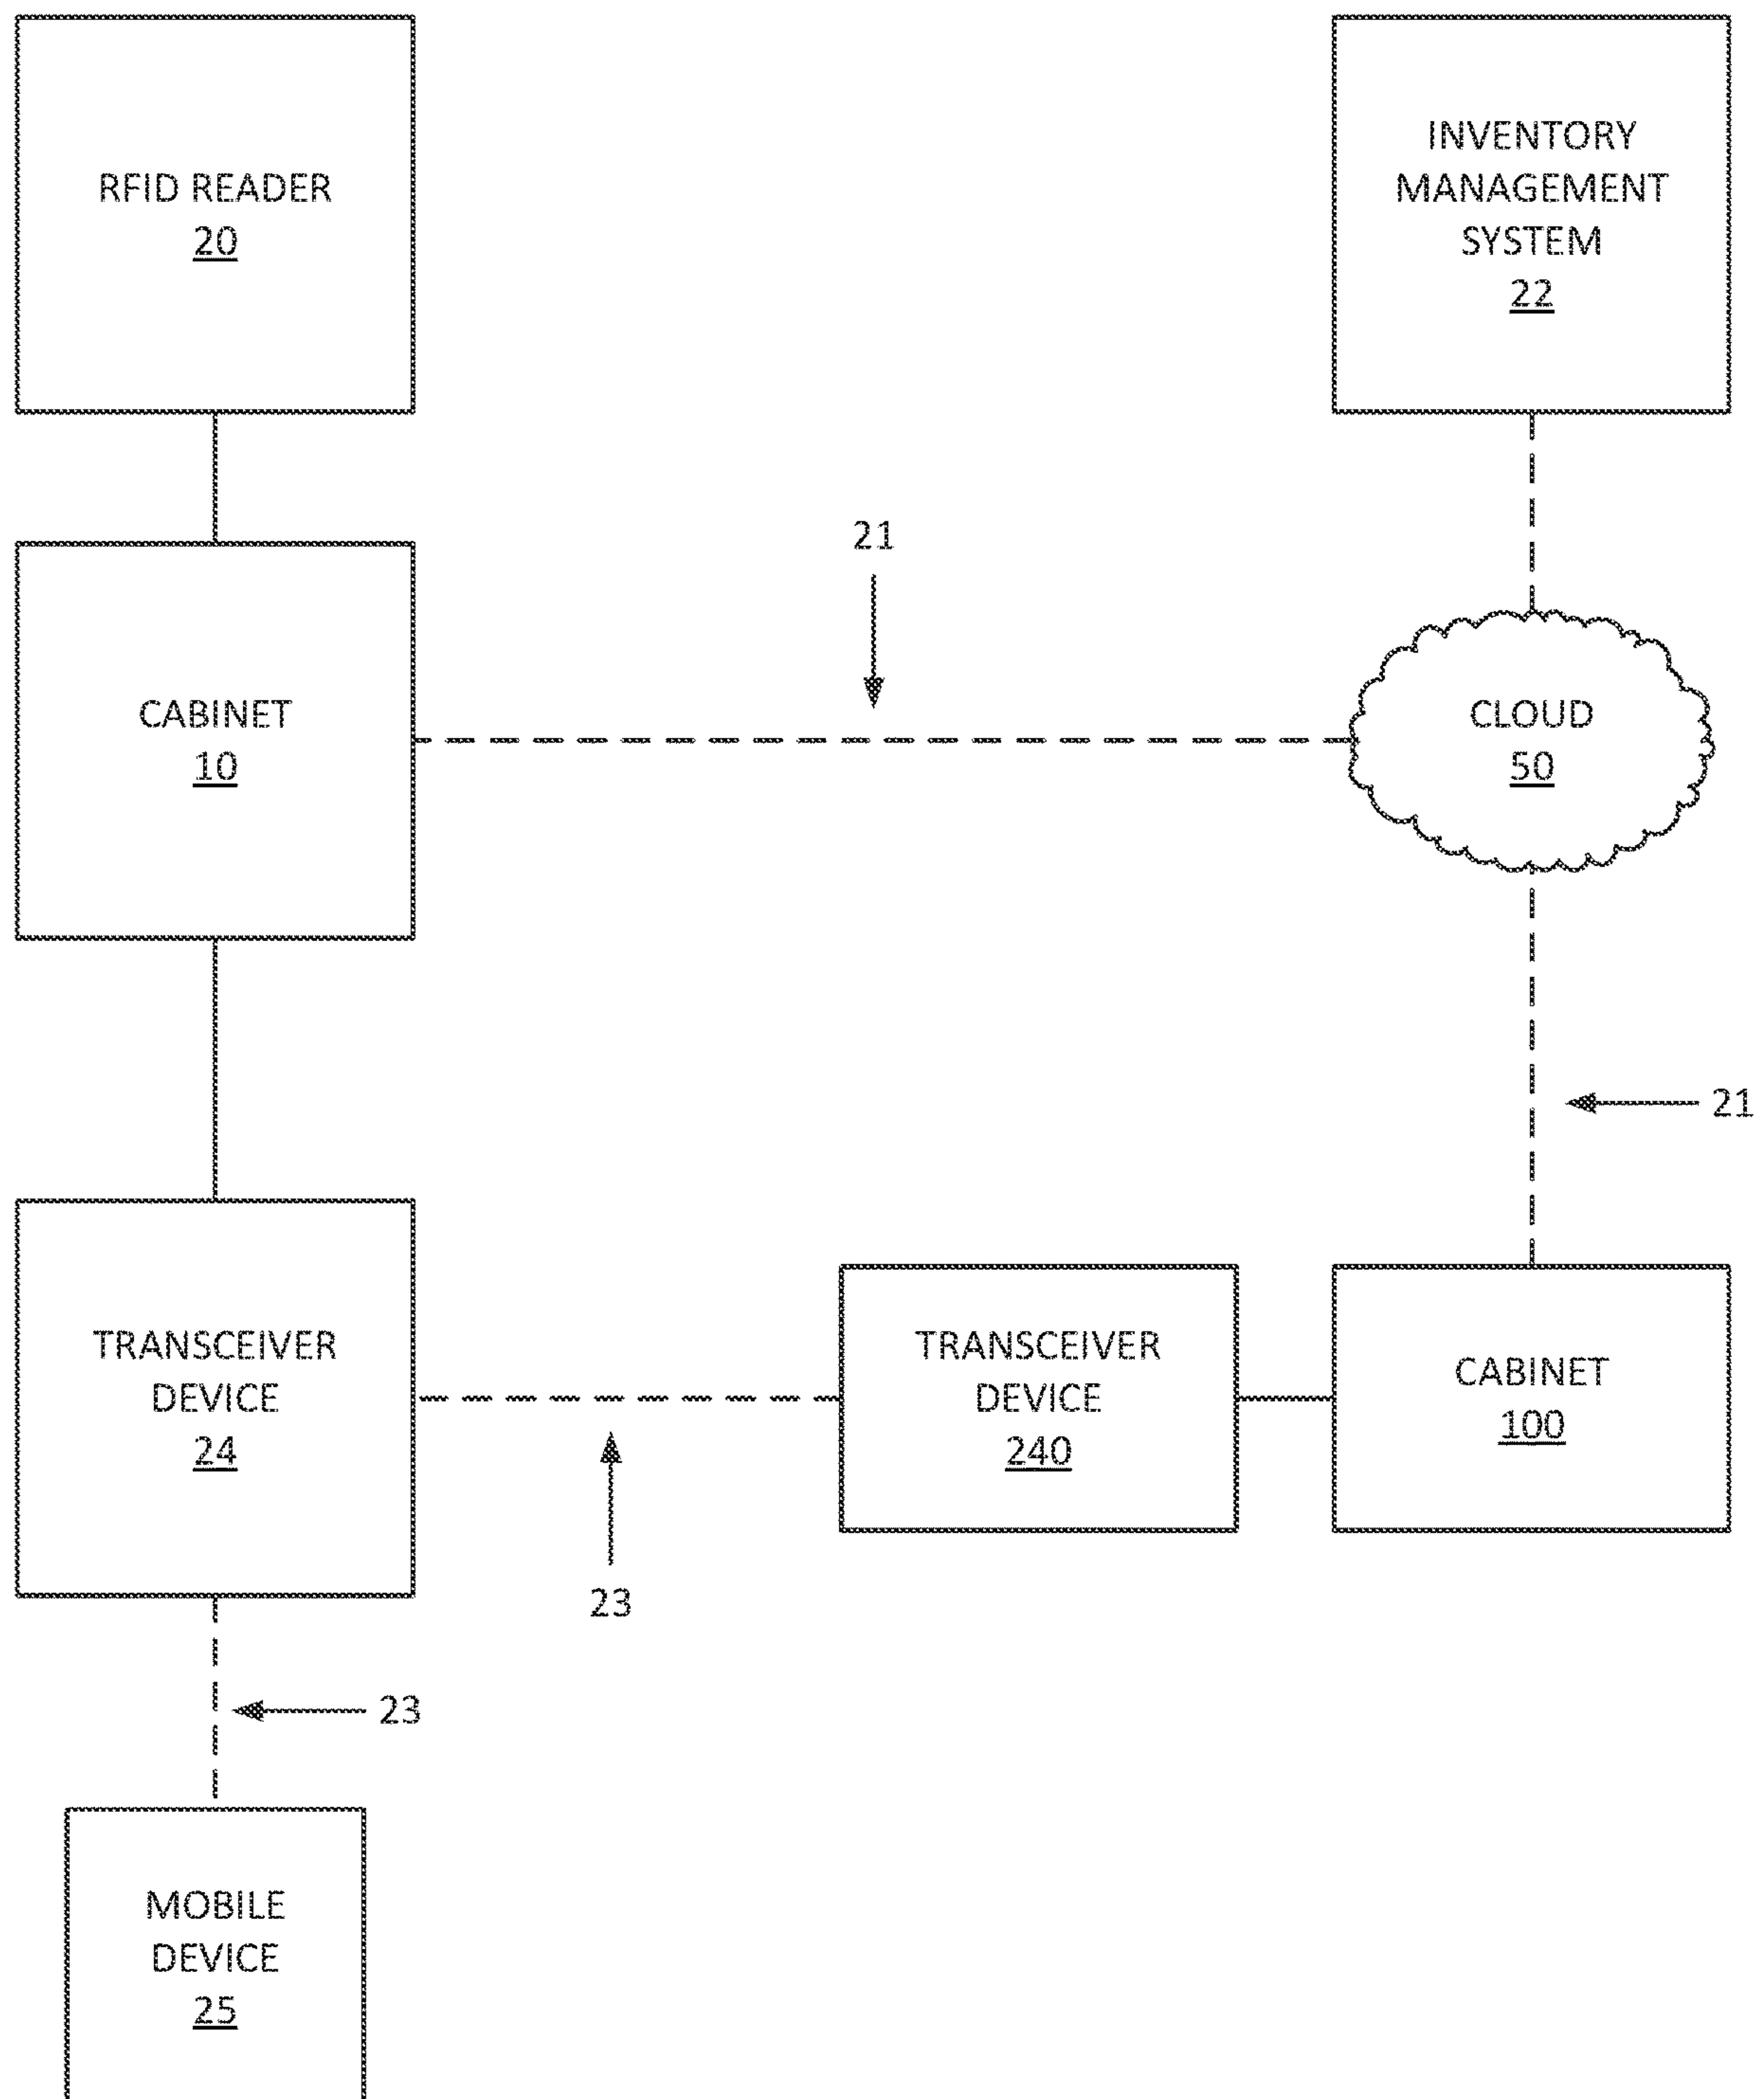 RFID READER
20
INVENTORY
MANAGEMENT
SYSTEM
22
21
CABINET
10
CLOUD
50
21
TRANSCEIVER
DEVICE
24
TRANSCEIVER
DEVICE
240
CABINET
100
23
23
MOBILE
DEVICE
25